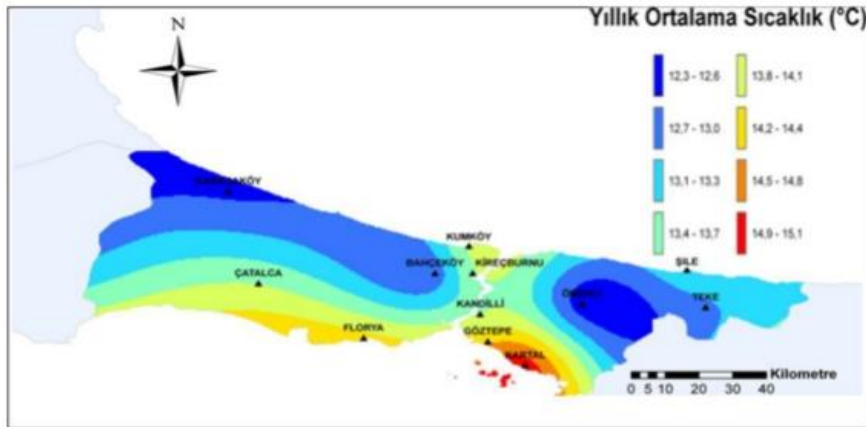 Yıllık Ortalama Sıcaklık (°C)
N
12,3 - 12,6
13,8 - 14,1
12,7 - 13,0
14,2 - 14,4
13,1 - 13,3
14,5 - 14,8
13,4 - 13,7
14,9 - 15,1
KUMKÖY
BAHÇEKÖY
KİREÇBURNU
ŞİLE
ÇATALCA
TEKE
KANDİLLİ
FLORYA
GÖZTEPE
KARTAL
Kilometre
0 5 10 20 30 40